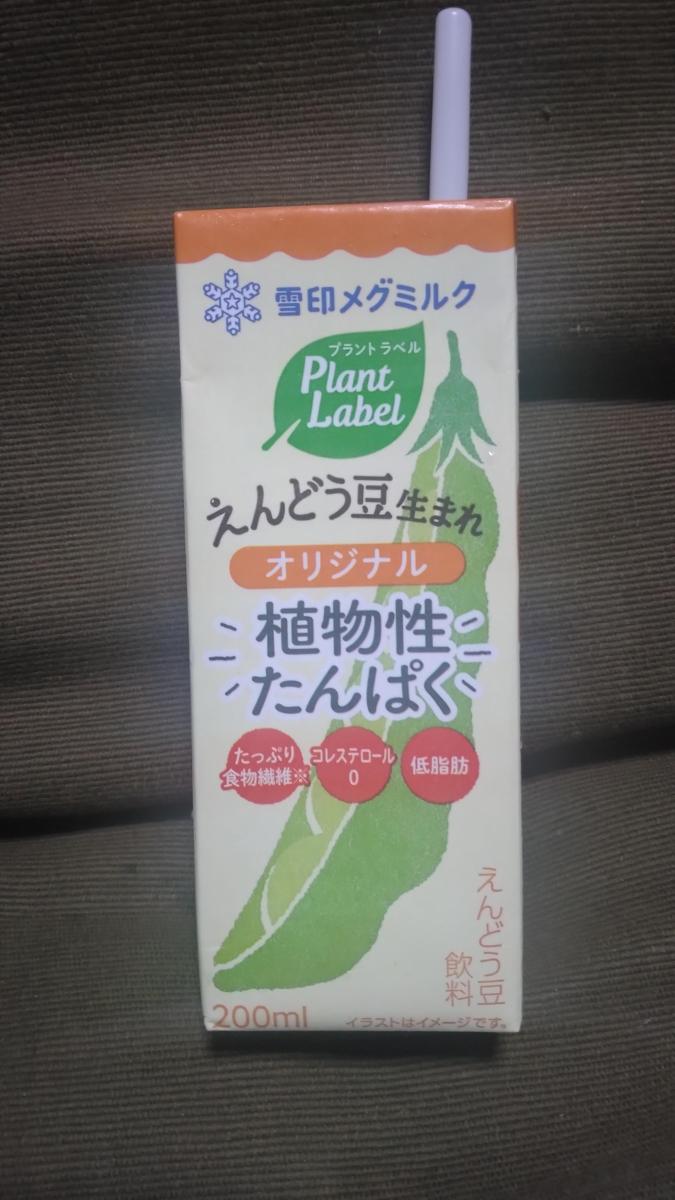 雪印メグミルク
プラントラベル
Plant
Label
えんどう豆生まれ
オリジナル
植物性
たんぱく
たっぷり
食物繊維※
コレステロール
0
低脂肪
えんどう豆
飲料
200ml
イラストはイメージです。